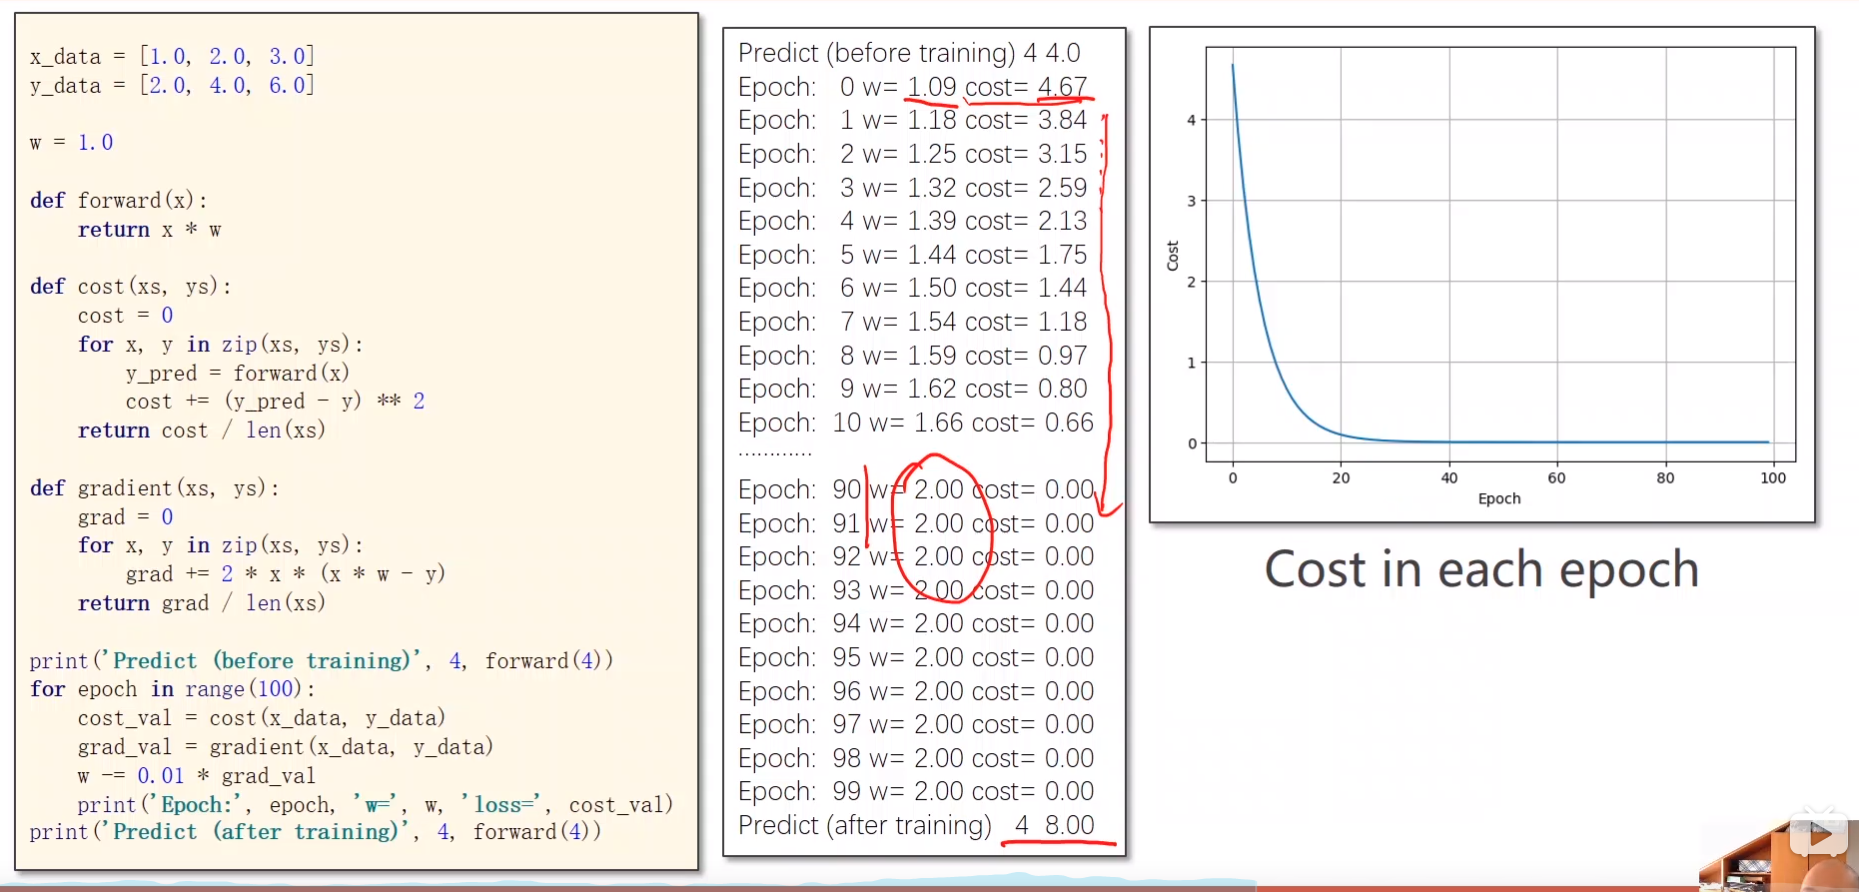 x_data = [1.0, 2.0, 3.0]
y_data = [2.0, 4.0, 6.0]
w = 1.0
def forward(x):
    return x * w
def cost(xs, ys):
    cost = 0
    for x, y in zip(xs, ys):
        y_pred = forward(x)
        cost += (y_pred - y) ** 2
    return cost / len(xs)
def gradient(xs, ys):
    grad = 0
    for x, y in zip(xs, ys):
        grad += 2 * x * (x * w - y)
    return grad / len(xs)
print('Predict (before training)', 4, forward(4))
for epoch in range(100):
    cost_val = cost(x_data, y_data)
    grad_val = gradient(x_data, y_data)
    w -= 0.01 * grad_val
    print('Epoch:', epoch, 'w=', w, 'loss=', cost_val)
print('Predict (after training)', 4, forward(4))
Predict (before training) 4 4.0
Epoch: 0 w= 1.09 cost= 4.67
Epoch: 1 w= 1.18 cost= 3.84
Epoch: 2 w= 1.25 cost= 3.15
Epoch: 3 w= 1.32 cost= 2.59
Epoch: 4 w= 1.39 cost= 2.13
Epoch: 5 w= 1.44 cost= 1.75
Epoch: 6 w= 1.50 cost= 1.44
Epoch: 7 w= 1.54 cost= 1.18
Epoch: 8 w= 1.59 cost= 0.97
Epoch: 9 w= 1.62 cost= 0.80
Epoch: 10 w= 1.66 cost= 0.66
............
Epoch: 90 w= 2.00 cost= 0.00
Epoch: 91 w= 2.00 cost= 0.00
Epoch: 92 w= 2.00 cost= 0.00
Epoch: 93 w= 2.00 cost= 0.00
Epoch: 94 w= 2.00 cost= 0.00
Epoch: 95 w= 2.00 cost= 0.00
Epoch: 96 w= 2.00 cost= 0.00
Epoch: 97 w= 2.00 cost= 0.00
Epoch: 98 w= 2.00 cost= 0.00
Epoch: 99 w= 2.00 cost= 0.00
Predict (after training) 4 8.00
4
3
Cost
2
1
0
0 20 40 60 80 100
Epoch
Cost in each epoch